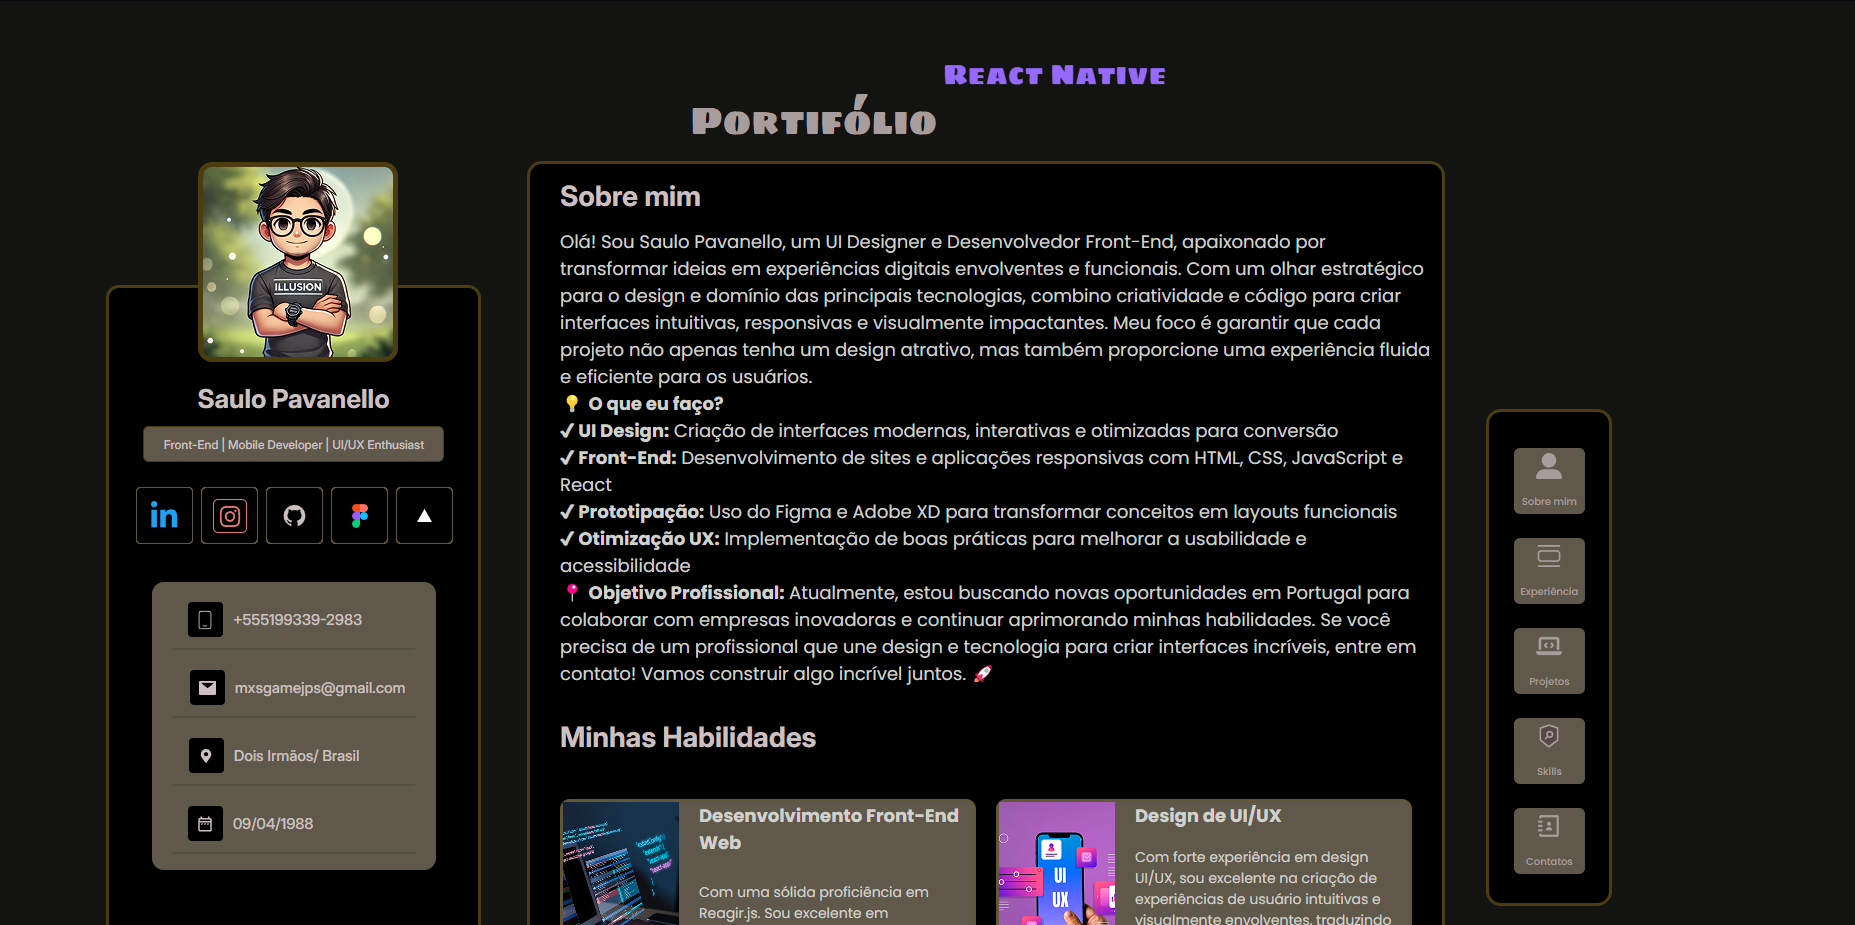 React Native
Portifólio
ILLUSION
Saulo Pavanello
Front-End | Mobile Developer | UI/UX Enthusiast
in
+555199339-2983
mxsgamejps@gmail.com
Dois Irmãos/ Brasil
09/04/1988
Sobre mim
Olá! Sou Saulo Pavanello, um UI Designer e Desenvolvedor Front-End, apaixonado por
transformar ideias em experiências digitais envolventes e funcionais. Com um olhar estratégico
para o design e domínio das principais tecnologias, combino criatividade e código para criar
interfaces intuitivas, responsivas e visualmente impactantes. Meu foco é garantir que cada
projeto não apenas tenha um design atrativo, mas também proporcione uma experiência fluida
e eficiente para os usuários.
💡 O que eu faço?
✔ UI Design: Criação de interfaces modernas, interativas e otimizadas para conversão
✔ Front-End: Desenvolvimento de sites e aplicações responsivas com HTML, CSS, JavaScript e
React
✔ Prototipação: Uso do Figma e Adobe XD para transformar conceitos em layouts funcionais
✔ Otimização UX: Implementação de boas práticas para melhorar a usabilidade e
acessibilidade
📍 Objetivo Profissional: Atualmente, estou buscando novas oportunidades em Portugal para
colaborar com empresas inovadoras e continuar aprimorando minhas habilidades. Se você
precisa de um profissional que une design e tecnologia para criar interfaces incríveis, entre em
contato! Vamos construir algo incrível juntos. 🚀
Minhas Habilidades
Desenvolvimento Front-End
Web
Com uma sólida proficiência em
Reagir.js. Sou excelente em
UI
UX
Design de UI/UX
Com forte experiência em design
UI/UX, sou excelente na criação de
experiências de usuário intuitivas e
visualmente envolventes, traduzindo
Sobre mim
Experiência
Projetos
Skills
Contatos